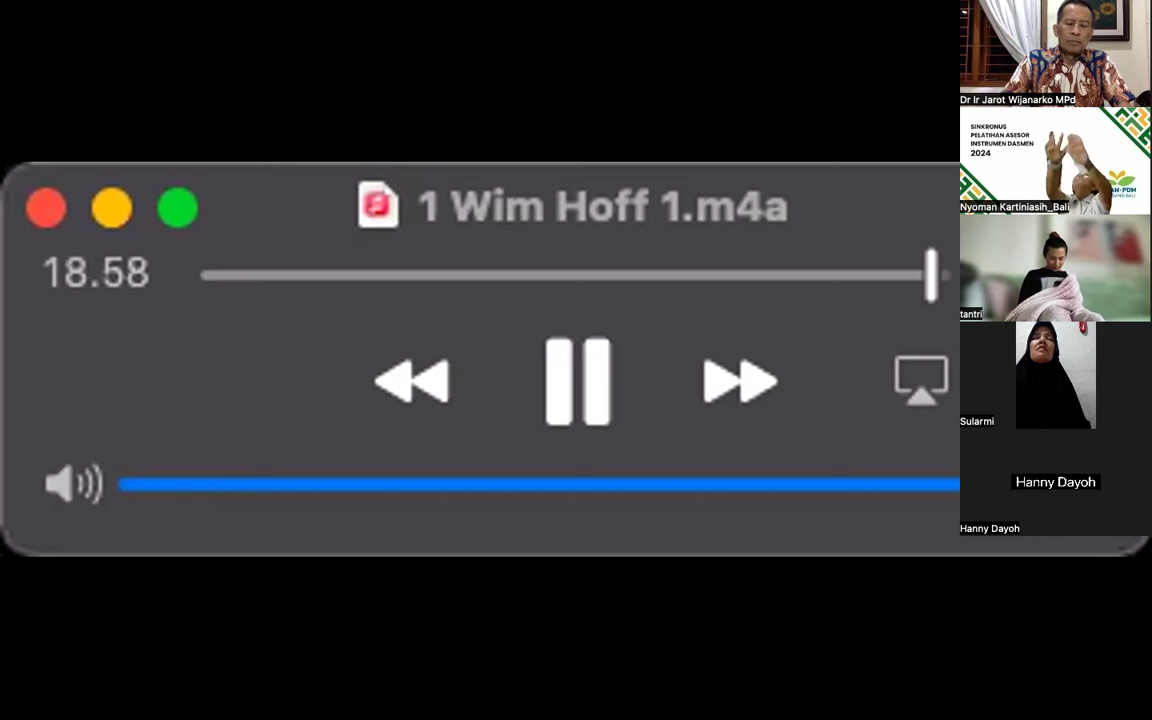 1 Wim Hoff 1.m4a
18.58
Dr Ir Jarot Wijanarko MPd
SINKRONUS
PELATIHAN ASESOR
INSTRUMEN DASMEN
2024
Nyoman Kartiniasih_Bali
tantri
Sularmi
Hanny Dayoh
Hanny Dayoh